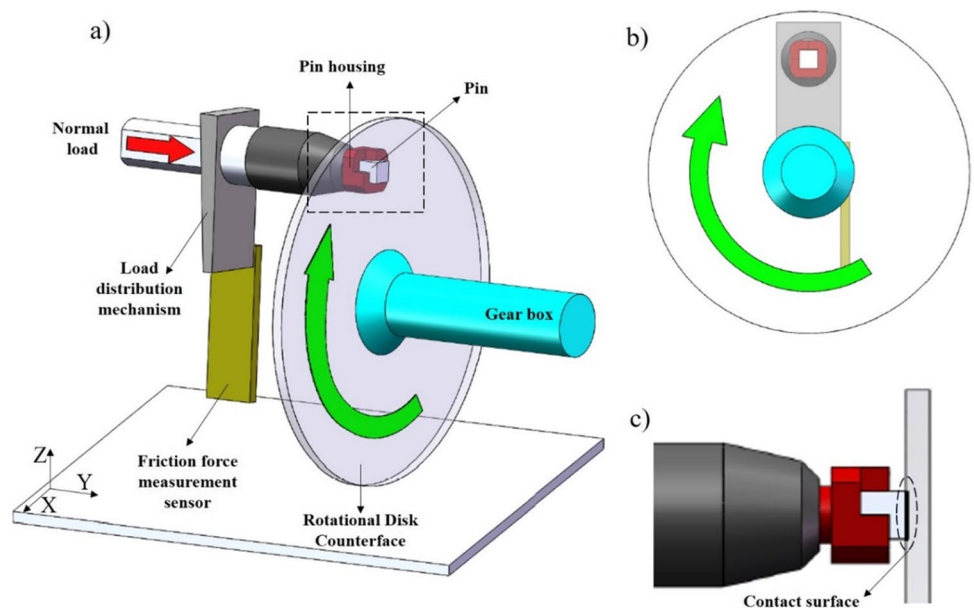 a)
Pin housing
Pin
Normal
load
Load
distribution
mechanism
Gear box
Friction force
measurement
sensor
Rotational Disk
Counterface
Z
Y
X
b)
c)
Contact surface